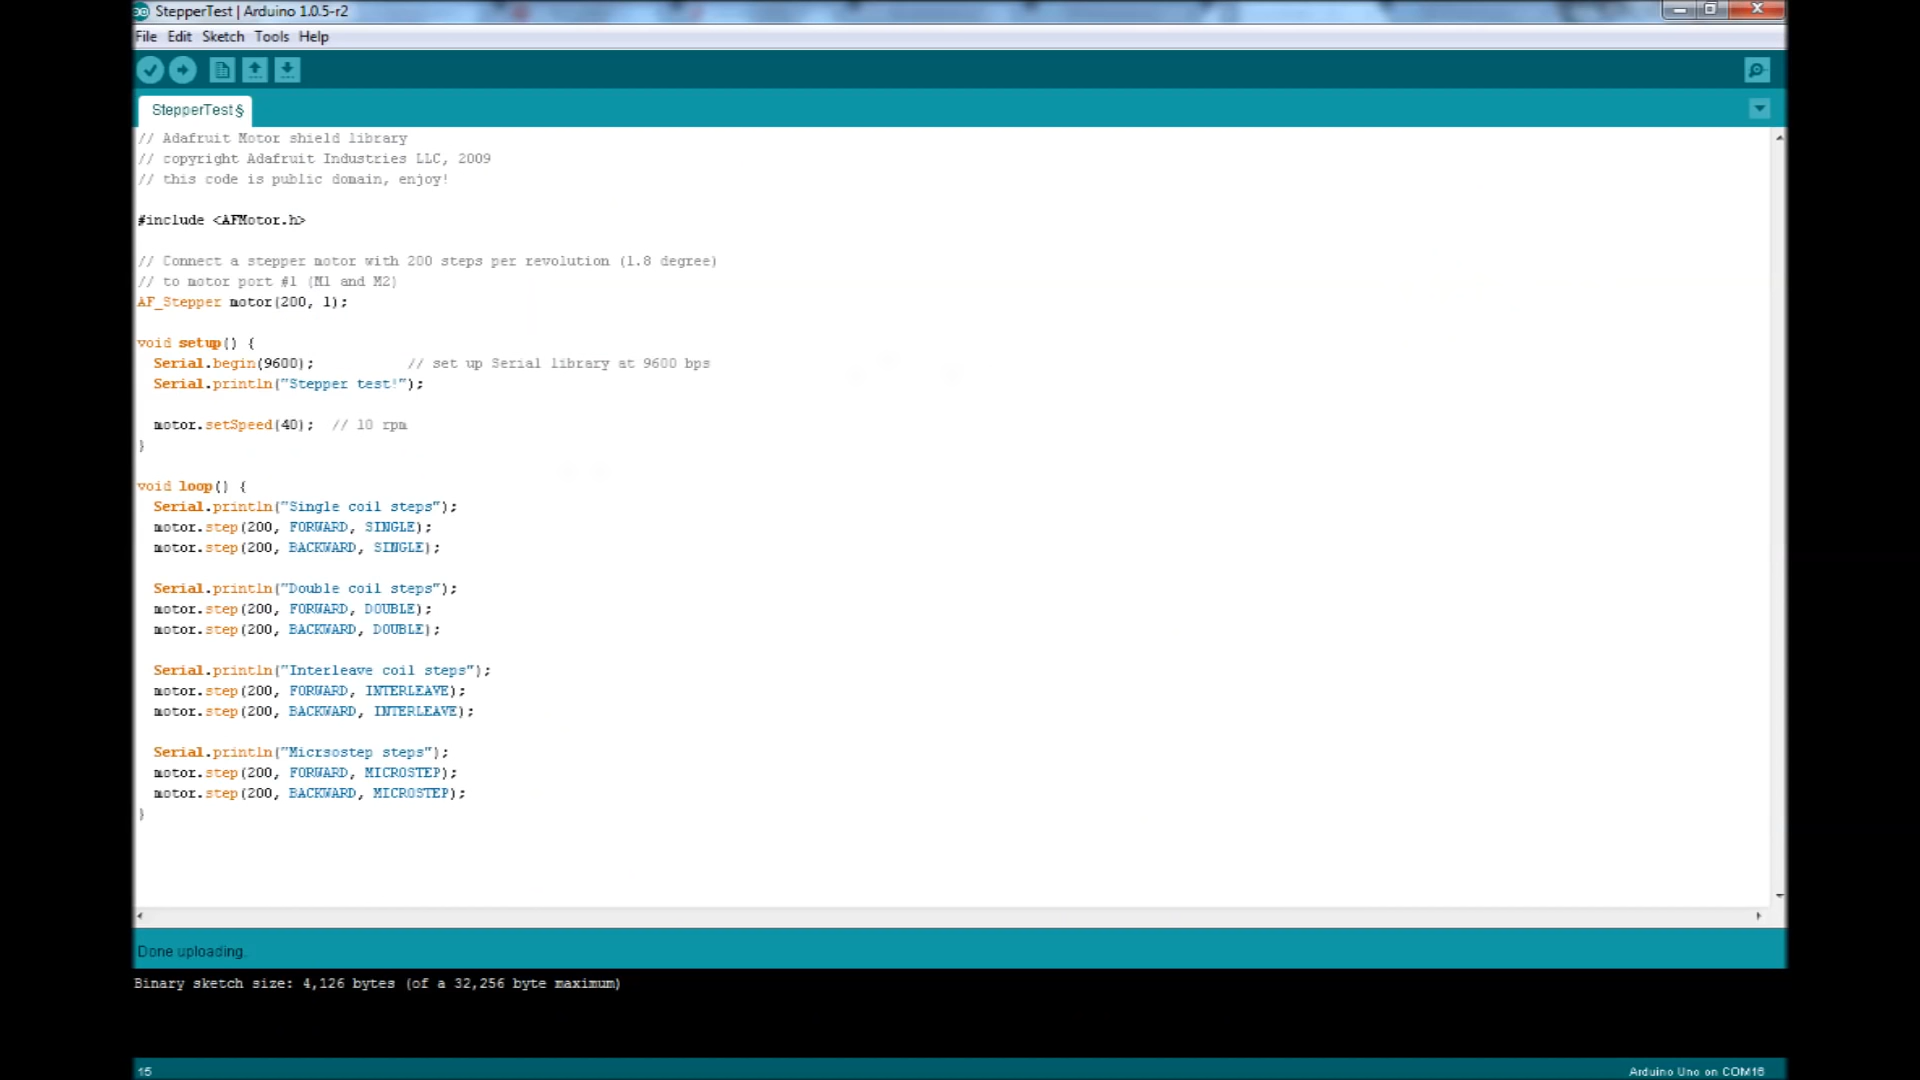 StepperTest | Arduino 1.0.5-r2
File Edit Sketch Tools Help
StepperTest§
// Adafruit Motor shield library
// copyright Adafruit Industries LLC, 2009
// this code is public domain, enjoy!
#include <AFMotor.h>
// Connect a stepper motor with 200 steps per revolution (1.8 degree)
// to motor port #1 (M1 and M2)
AF_Stepper motor(200, 1);
void setup() {
Serial.begin(9600); // set up Serial library at 9600 bps
Serial.println("Stepper test!");
motor.setSpeed(40); // 10 rpm
}
void loop() {
Serial.println("Single coil steps");
motor.step(200, FORWARD, SINGLE);
motor.step(200, BACKWARD, SINGLE);
Serial.println("Double coil steps");
motor.step(200, FORWARD, DOUBLE);
motor.step(200, BACKWARD, DOUBLE);
Serial.println("Interleave coil steps");
motor.step(200, FORWARD, INTERLEAVE);
motor.step(200, BACKWARD, INTERLEAVE);
Serial.println("Micrsostep steps");
motor.step(200, FORWARD, MICROSTEP);
motor.step(200, BACKWARD, MICROSTEP);
}
Done uploading.
Binary sketch size: 4,126 bytes (of a 32,256 byte maximum)
15 Arduino Uno on COM16